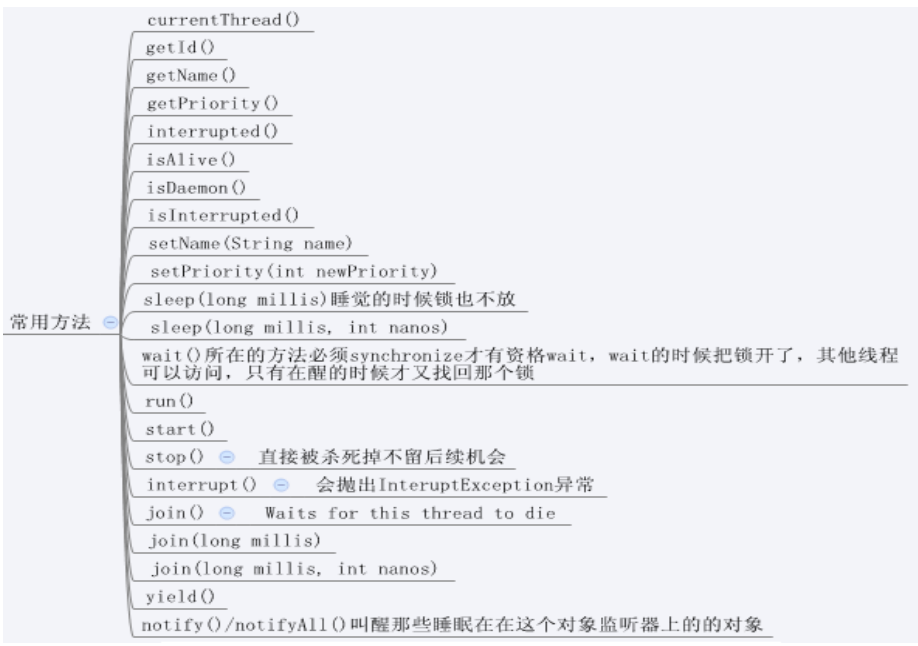 currentThread()
getId()
getName()
getPriority()
interrupted()
isAlive()
isDaemon()
isInterrupted()
setName(String name)
setPriority(int newPriority)
sleep(long millis)睡觉的时候锁也不放
常用方法
sleep(long millis, int nanos)
wait()所在的方法必须synchronize才有资格wait，wait的时候把锁开了，其他线程
可以访问，只有在醒的时候才又找回那个锁
run()
start()
stop() 直接被杀死掉不留后续机会
interrupt() 会抛出InteruptException异常
join() Waits for this thread to die
join(long millis)
join(long millis, int nanos)
yield()
notify()/notifyAll()叫醒那些睡眠在在这个对象监听器上的的对象